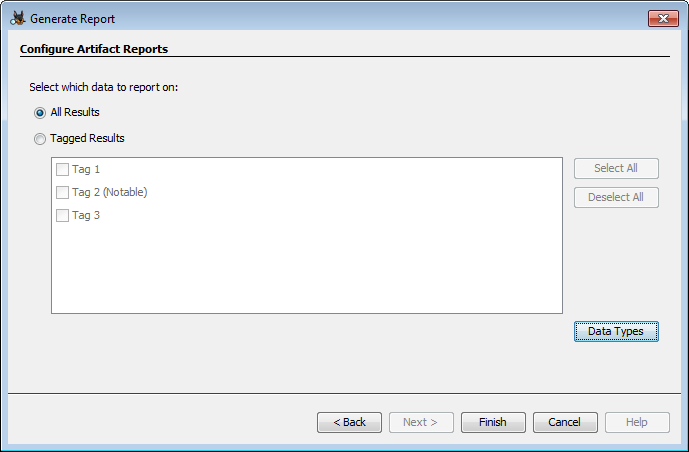 Generate Report
Configure Artifact Reports
Select which data to report on:
All Results
Tagged Results
Tag 1
Select All
Tag 2 (Notable)
Deselect All
Tag 3
Data Types
< Back
Next >
Finish
Cancel
Help